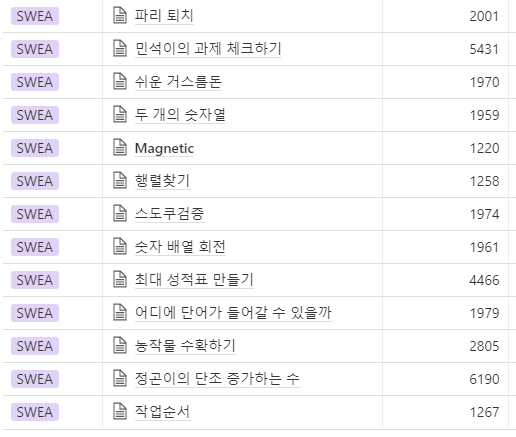 SWEA 파리 퇴치 2001
SWEA 민석이의 과제 체크하기 5431
SWEA 쉬운 거스름돈 1970
SWEA 두 개의 숫자열 1959
SWEA Magnetic 1220
SWEA 행렬찾기 1258
SWEA 스도쿠검증 1974
SWEA 숫자 배열 회전 1961
SWEA 최대 성적표 만들기 4466
SWEA 어디에 단어가 들어갈 수 있을까 1979
SWEA 농작물 수확하기 2805
SWEA 정곤이의 단조 증가하는 수 6190
SWEA 작업순서 1267